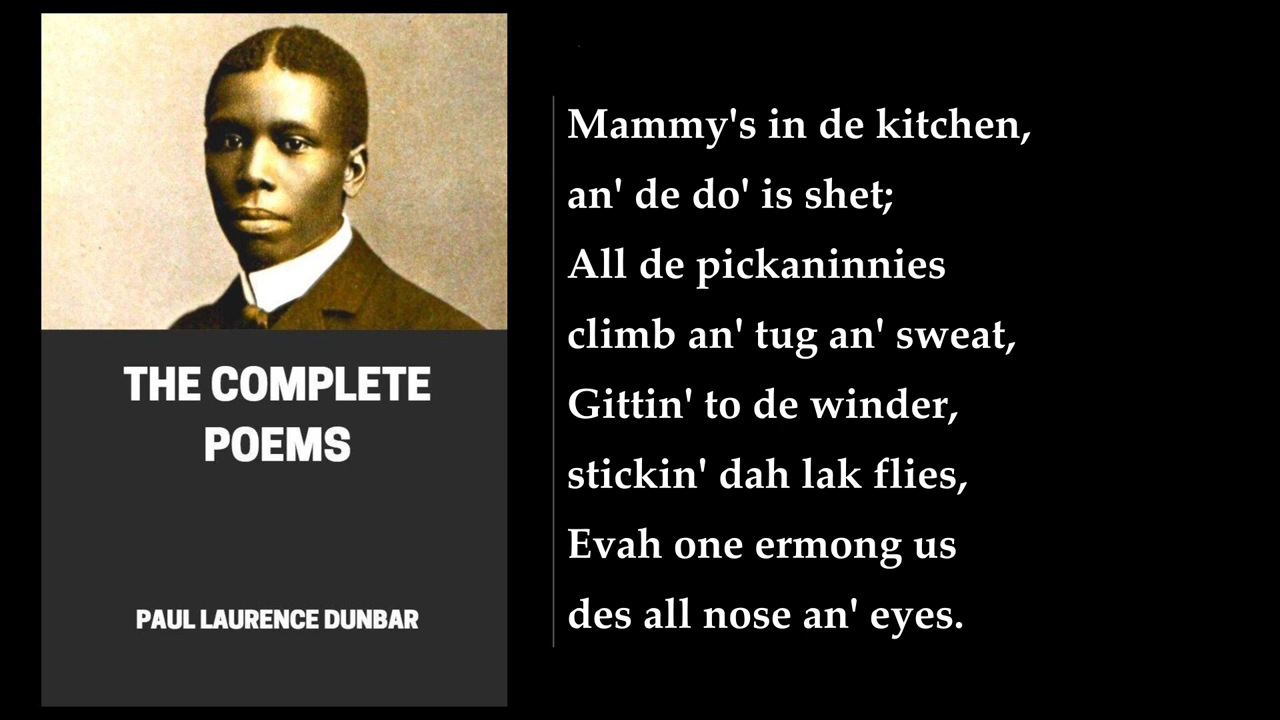 THE COMPLETE
POEMS
PAUL LAURENCE DUNBAR
Mammy's in de kitchen,
an' de do' is shet;
All de pickaninnies
climb an' tug an' sweat,
Gittin' to de winder,
stickin' dah lak flies,
Evah one ermong us
des all nose an' eyes.